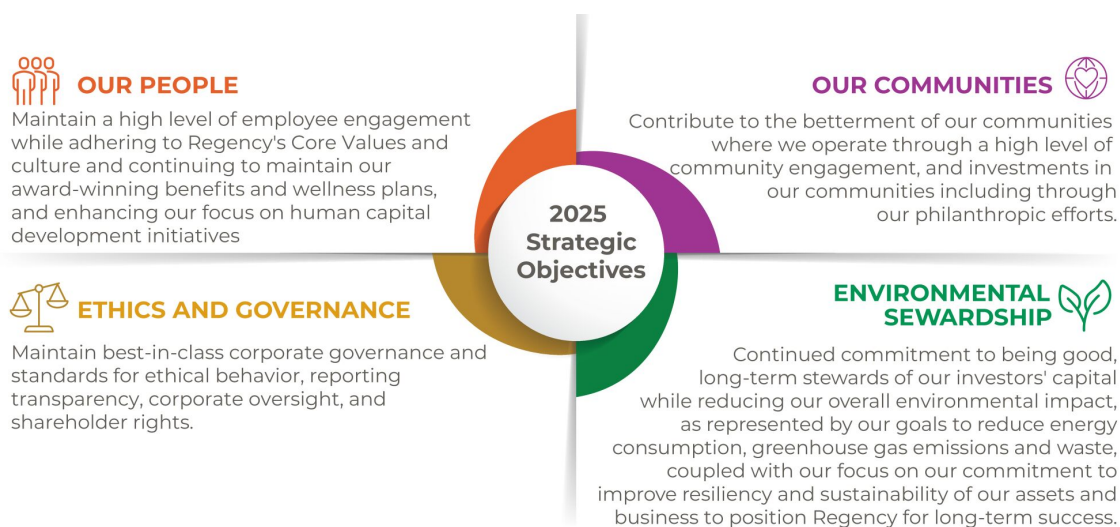 OUR PEOPLE
Maintain a high level of employee engagement
while adhering to Regency's Core Values and
culture and continuing to maintain our
award-winning benefits and wellness plans,
and enhancing our focus on human capital
development initiatives
OUR COMMUNITIES
Contribute to the betterment of our communities
where we operate through a high level of
community engagement, and investments in
our communities including through
our philanthropic efforts.
2025
Strategic
Objectives
ETHICS AND GOVERNANCE
Maintain best-in-class corporate governance and
standards for ethical behavior, reporting
transparency, corporate oversight, and
shareholder rights.
ENVIRONMENTAL
SEWARDSHIP
Continued commitment to being good,
long-term stewards of our investors' capital
while reducing our overall environmental impact,
as represented by our goals to reduce energy
consumption, greenhouse gas emissions and waste,
coupled with our focus on our commitment to
improve resiliency and sustainability of our assets and
business to position Regency for long-term success.